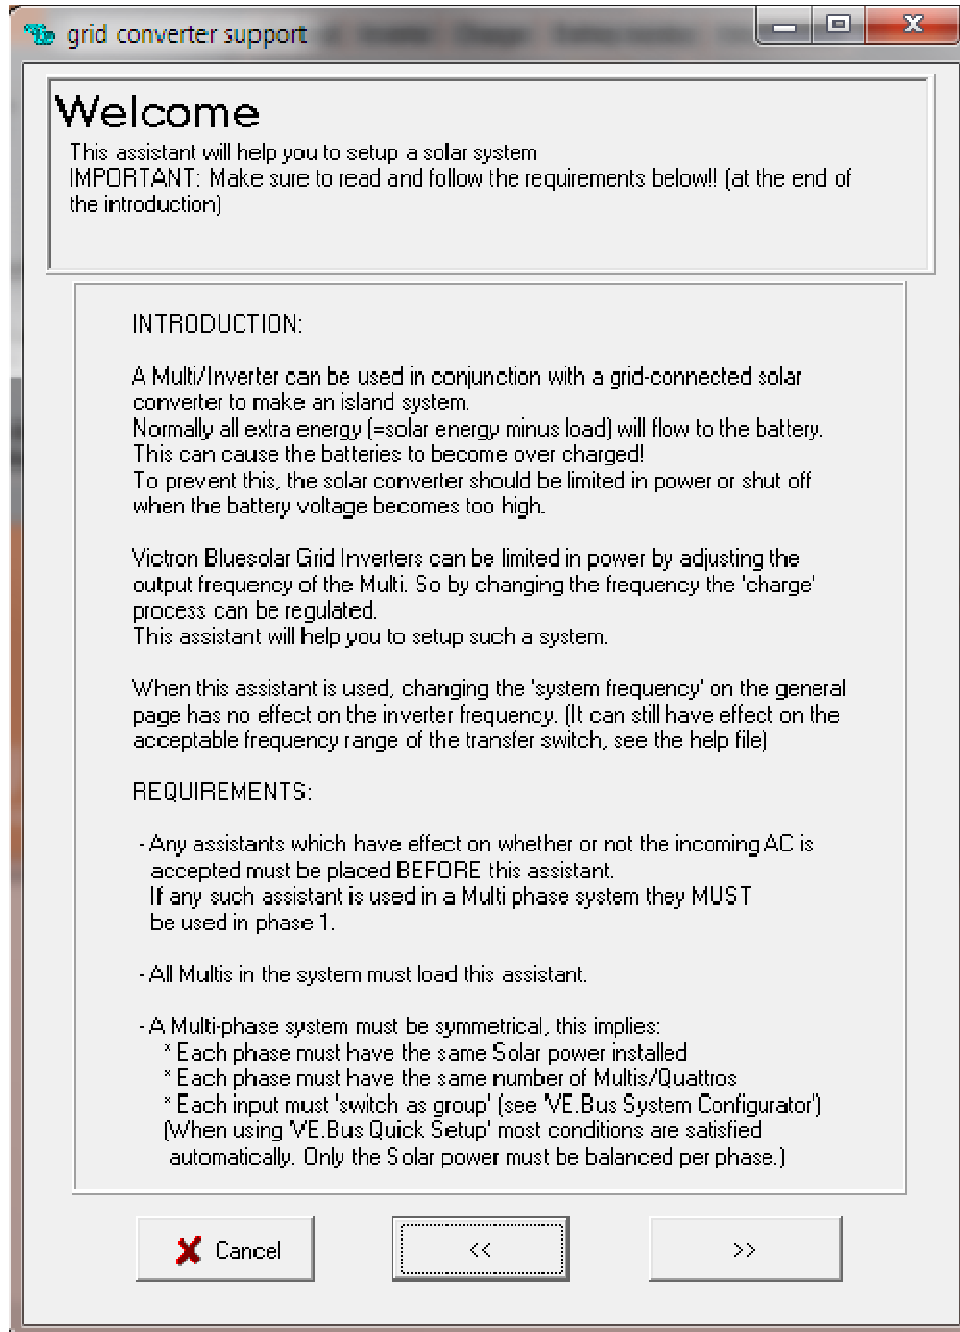 grid converter support
Welcome
This assistant will help you to setup a solar system
IMPORTANT: Make sure to read and follow the requirements below!! (at the end of
the introduction)
INTRODUCTION:
A Multi/Inverter can be used in conjunction with a grid-connected solar
converter to make an island system.
Normally all extra energy (=solar energy minus load) will flow to the battery.
This can cause the batteries to become over charged!
To prevent this, the solar converter should be limited in power or shut off
when the battery voltage becomes too high.
Victron Bluesolar Grid Inverters can be limited in power by adjusting the
output frequency of the Multi. So by changing the frequency the 'charge'
process can be regulated.
This assistant will help you to setup such a system.
When this assistant is used, changing the 'system frequency' on the general
page has no effect on the inverter frequency. (It can still have effect on the
acceptable frequency range of the transfer switch, see the help file)
REQUIREMENTS:
- Any assistants which have effect on whether or not the incoming AC is
accepted must be placed BEFORE this assistant.
If any such assistant is used in a Multi phase system they MUST
be used in phase 1.
- All Multis in the system must load this assistant.
- A Multi-phase system must be symmetrical, this implies:
* Each phase must have the same Solar power installed
* Each phase must have the same number of Multis/Quattros
* Each input must 'switch as group' (see 'VE.Bus System Configurator')
(When using 'VE.Bus Quick Setup' most conditions are satisfied
automatically. Only the Solar power must be balanced per phase.)
Cancel
<<
>>